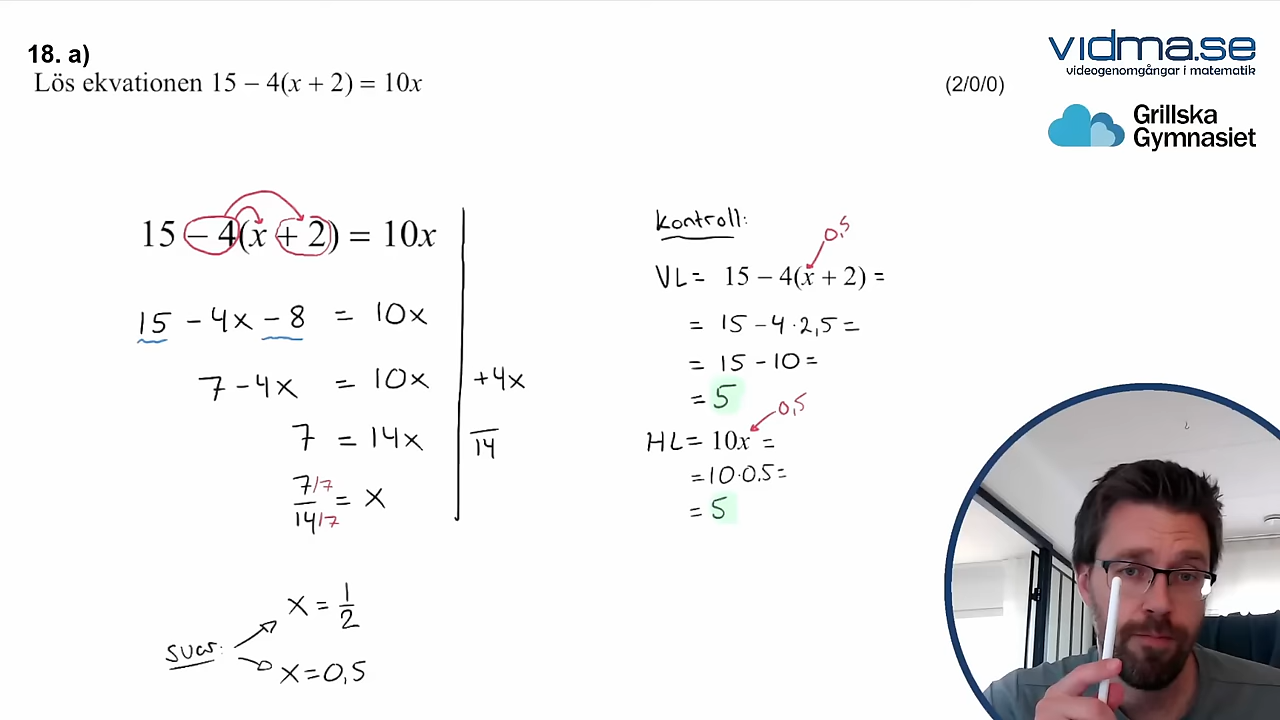 18. a)
Lös ekvationen 15 − 4(x + 2) = 10x
(2/0/0)
vidma.se
videogenomgångar i matematik
Grillska
Gymnasiet
15 − 4(x + 2) = 10x
15 − 4x − 8 = 10x
7 − 4x = 10x +4x
7 = 14x /14
7/7 / 14/7 = x
svar:
x = 1/2
x = 0,5
Kontroll:
0,5
VL = 15 − 4(x + 2) =
= 15 − 4 · 2,5 =
= 15 − 10 =
= 5
0,5
HL = 10x =
= 10 · 0,5 =
= 5